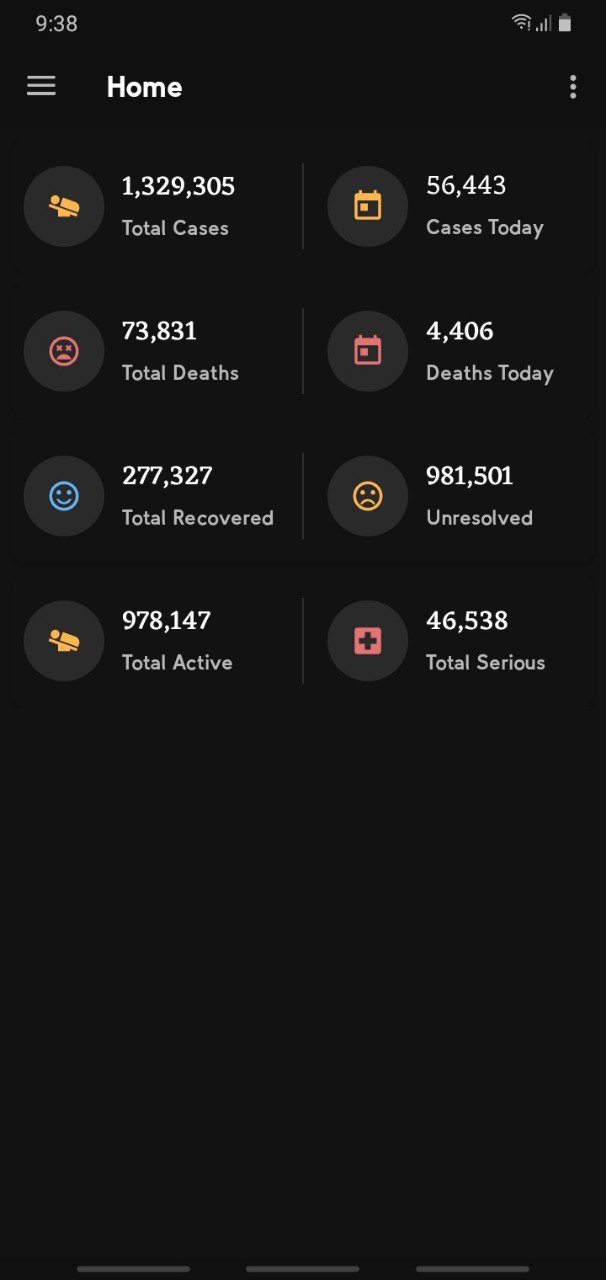 9:38
Home
1,329,305
Total Cases
56,443
Cases Today
73,831
Total Deaths
4,406
Deaths Today
277,327
Total Recovered
981,501
Unresolved
978,147
Total Active
46,538
Total Serious